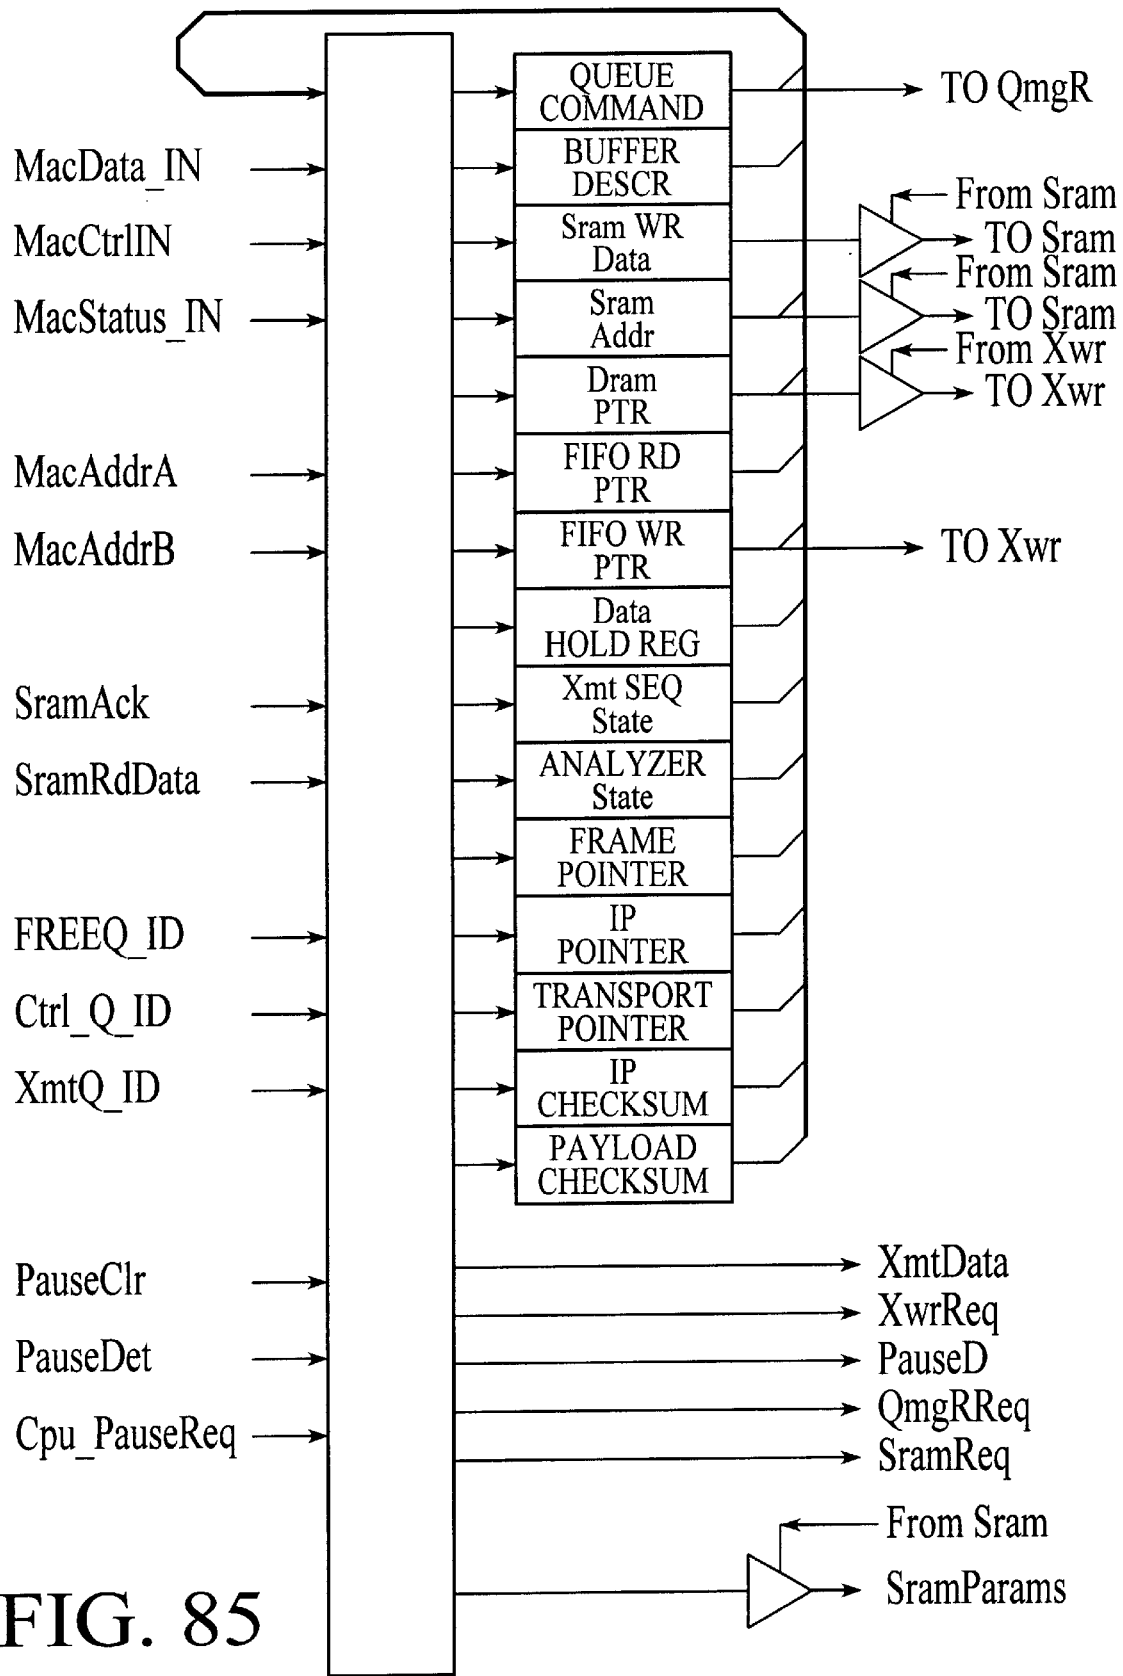 QUEUE
COMMAND
TO QmgR
MacData_IN
BUFFER
DESCR
From Sram
MacCtrlIN
Sram WR
Data
TO Sram
From Sram
MacStatus_IN
Sram
Addr
TO Sram
From Xwr
Dram
PTR
TO Xwr
MacAddrA
FIFO RD
PTR
MacAddrB
FIFO WR
PTR
TO Xwr
Data
HOLD REG
SramAck
Xmt SEQ
State
SramRdData
ANALYZER
State
FRAME
POINTER
FREEQ_ID
IP
POINTER
Ctrl_Q_ID
TRANSPORT
POINTER
XmtQ_ID
IP
CHECKSUM
PAYLOAD
CHECKSUM
PauseClr
XmtData
XwrReq
PauseDet
PauseD
QmgRReq
Cpu_PauseReq
SramReq
From Sram
SramParams
FIG. 85